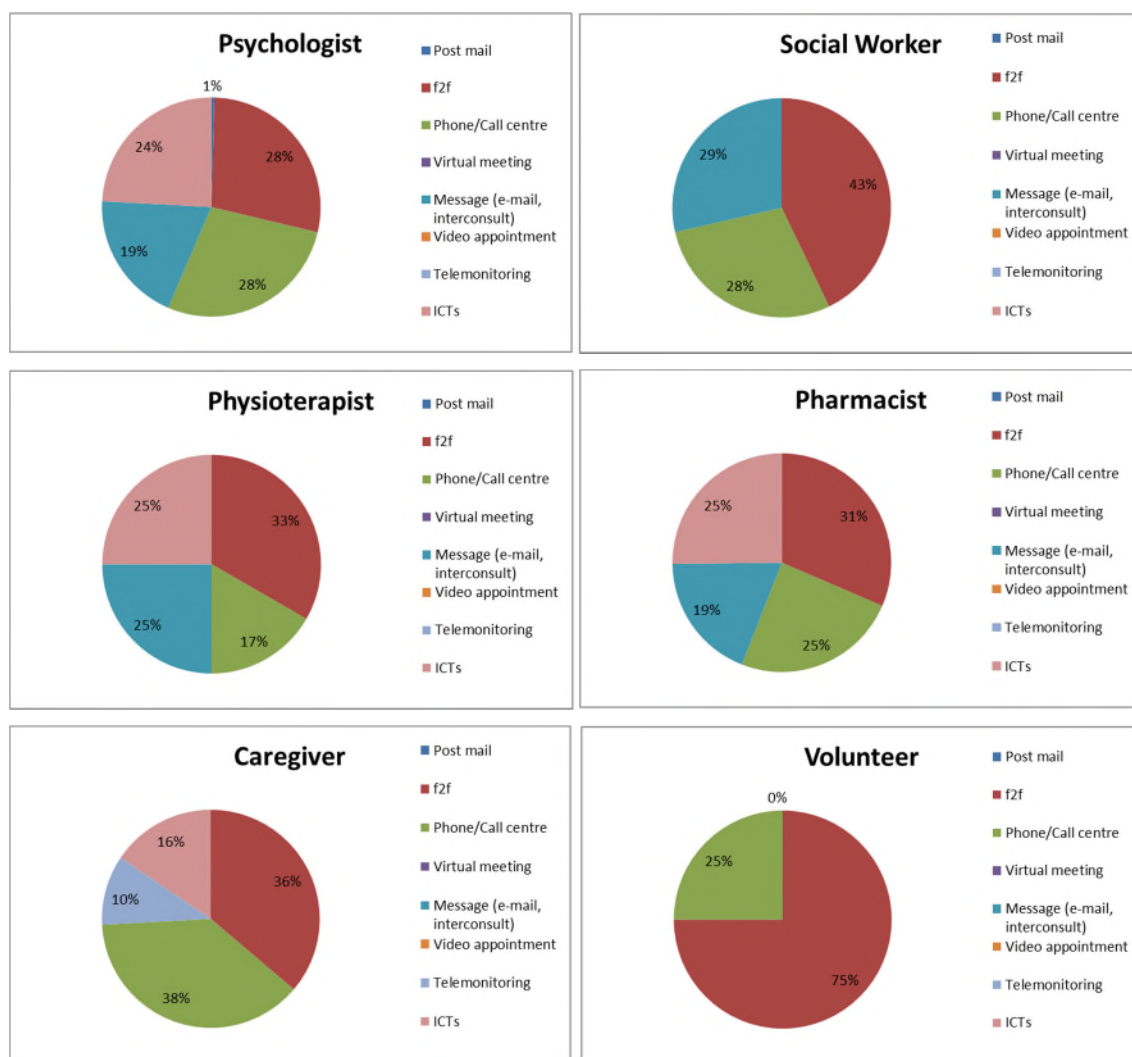 Psychologist
1%
28%
28%
19%
24%
Post mail
f2f
Phone/Call centre
Virtual meeting
Message (e-mail,
interconsult)
Video appointment
Telemonitoring
ICTs
Social Worker
43%
28%
29%
Post mail
f2f
Phone/Call centre
Virtual meeting
Message (e-mail,
interconsult)
Video appointment
Telemonitoring
ICTs
Physioterapist
33%
17%
25%
25%
Post mail
f2f
Phone/Call centre
Virtual meeting
Message (e-mail,
interconsult)
Video appointment
Telemonitoring
ICTs
Pharmacist
31%
25%
19%
25%
Post mail
f2f
Phone/Call centre
Virtual meeting
Message (e-mail,
interconsult)
Video appointment
Telemonitoring
ICTs
Caregiver
36%
38%
10%
16%
Post mail
f2f
Phone/Call centre
Virtual meeting
Message (e-mail,
interconsult)
Video appointment
Telemonitoring
ICTs
Volunteer
0%
75%
25%
Post mail
f2f
Phone/Call centre
Virtual meeting
Message (e-mail,
interconsult)
Video appointment
Telemonitoring
ICTs